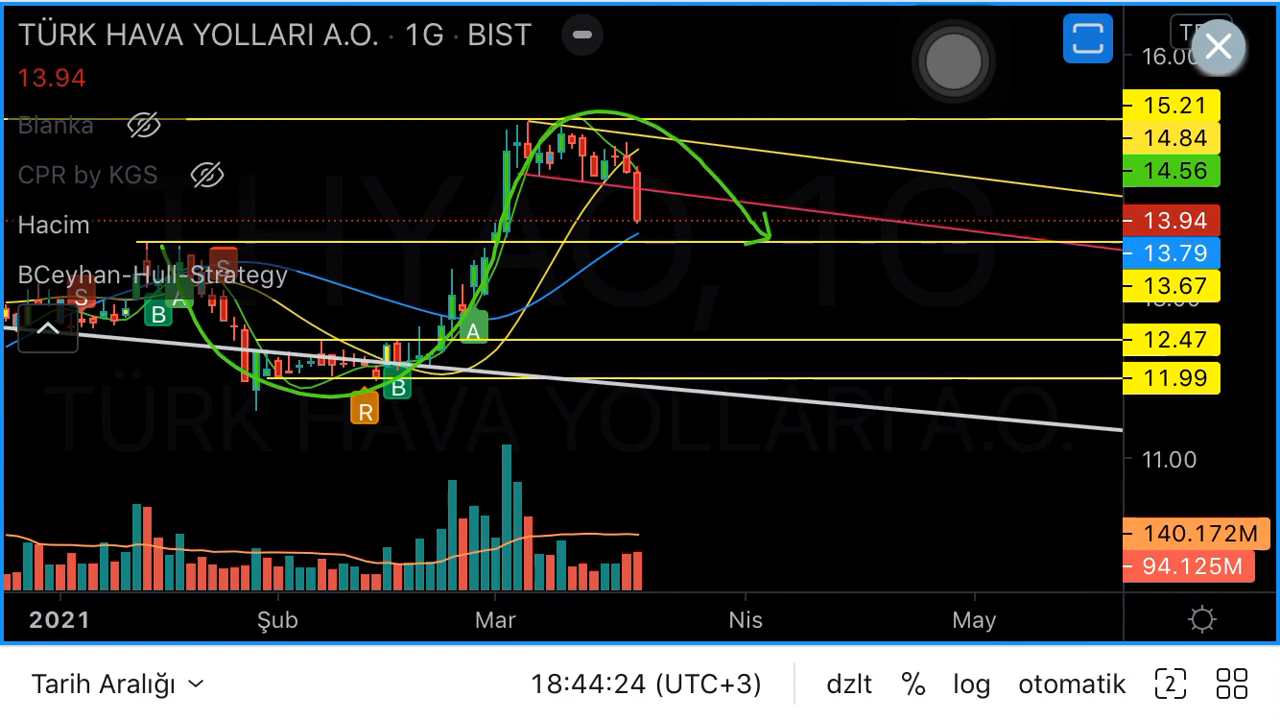 TÜRK HAVA YOLLARI A.O. · 1G · BIST
13.94
Blanka
CPR by KGS
Hacim
BCeyhan-Hull-Strategy
THYAO, 1G
TÜRK HAVA YOLLARI A.O.
S
B
A
S
R
B
A
16.00
15.21
14.84
14.56
13.94
13.79
13.67
12.47
11.99
11.00
140.172M
94.125M
2021
Şub
Mar
Nis
May
Tarih Aralığı
18:44:24 (UTC+3)
dzlt
%
log
otomatik
2